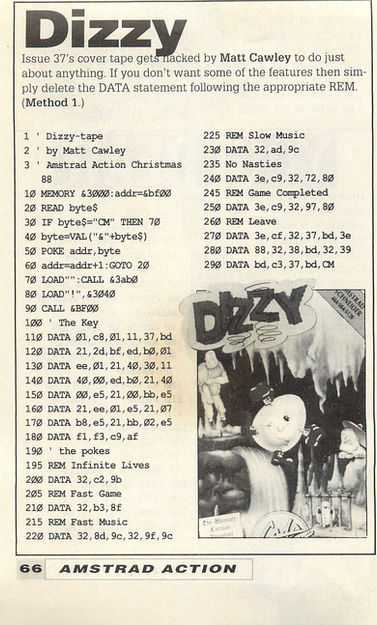 Dizzy
Issue 37's cover tape gets hacked by Matt Cawley to do just
about anything. If you don't want some of the features then sim-
ply delete the DATA statement following the appropriate REM.
(Method 1.)
1 ' Dizzy-tape
2 ' by Matt Cawley
3 ' Amstrad Action Christmas
88
10 MEMORY &3000:addr=&bf00
20 READ byte$
30 IF byte$="CM" THEN 70
40 byte=VAL("&"+byte$)
50 POKE addr,byte
60 addr=addr+1:GOTO 20
70 LOAD"":CALL &3ab0
80 LOAD"!",&3040
90 CALL &BF00
100 ' The Key
110 DATA 01,c8,01,11,37,bd
120 DATA 21,2d,bf,ed,b0,01
130 DATA ee,01,21,40,30,11
140 DATA 40,00,ed,b0,21,40
150 DATA 00,e5,21,00,bb,e5
160 DATA 21,ee,01,e5,21,07
170 DATA b8,e5,21,bb,02,e5
180 DATA f1,f3,c9,af
190 ' the pokes
195 REM Infinite Lives
200 DATA 32,c2,9b
205 REM Fast Game
210 DATA 32,b3,8f
215 REM Fast Music
220 DATA 32,8d,9c,32,9f,9c
225 REM Slow Music
230 DATA 32,ad,9c
235 No Nasties
240 DATA 3e,c9,32,72,80
245 REM Game Completed
250 DATA 3e,c9,32,97,80
260 REM Leave
270 DATA 3e,cf,32,37,bd,3e
280 DATA 88,32,38,bd,32,39
290 DATA bd,c3,37,bd,CM
DIZZY
AMSTRAD
SCHNEIDER
The Ultimate
Cartoon
Adventure
66 AMSTRAD ACTION